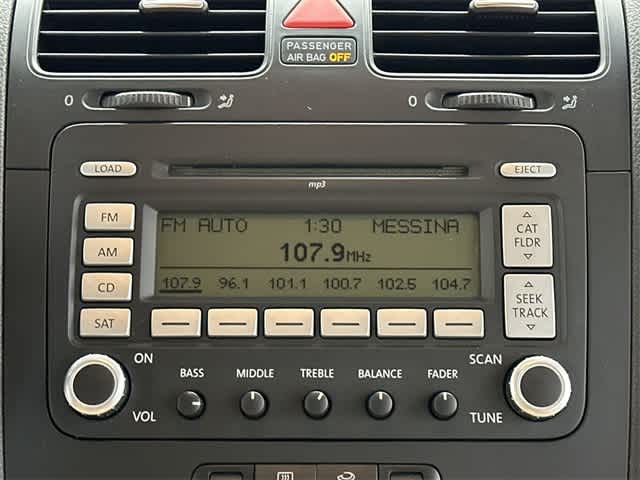 PASSENGER
AIR BAG OFF
0 0
LOAD mp3 EJECT
FM
AM
CD
SAT
FM AUTO 1:30 MESSINA
107.9MHz
107.9 96.1 101.1 100.7 102.5 104.7
CAT
FLDR
SEEK
TRACK
ON
VOL
BASS MIDDLE TREBLE BALANCE FADER
SCAN
TUNE